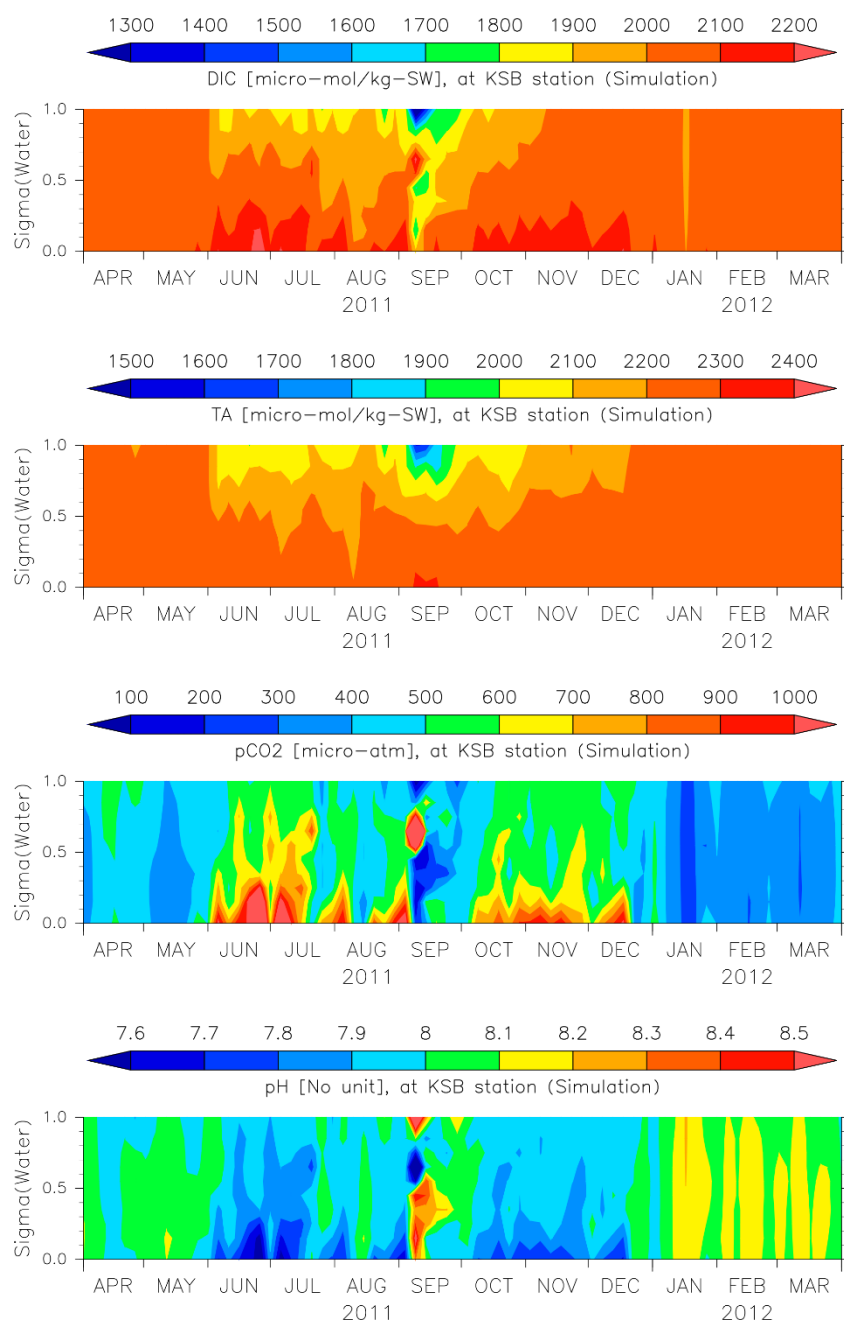 1300 1400 1500 1600 1700 1800 1900 2000 2100 2200
DIC [micro-mol/kg-SW], at KSB station (Simulation)
1.0
Sigma(Water)
0.5
0.0
APR MAY JUN JUL AUG SEP OCT NOV DEC JAN FEB MAR
2011 2012
1500 1600 1700 1800 1900 2000 2100 2200 2300 2400
TA [micro-mol/kg-SW], at KSB station (Simulation)
1.0
Sigma(Water)
0.5
0.0
APR MAY JUN JUL AUG SEP OCT NOV DEC JAN FEB MAR
2011 2012
100 200 300 400 500 600 700 800 900 1000
pCO2 [micro-atm], at KSB station (Simulation)
1.0
Sigma(Water)
0.5
0.0
APR MAY JUN JUL AUG SEP OCT NOV DEC JAN FEB MAR
2011 2012
7.6 7.7 7.8 7.9 8 8.1 8.2 8.3 8.4 8.5
pH [No unit], at KSB station (Simulation)
1.0
Sigma(Water)
0.5
0.0
APR MAY JUN JUL AUG SEP OCT NOV DEC JAN FEB MAR
2011 2012